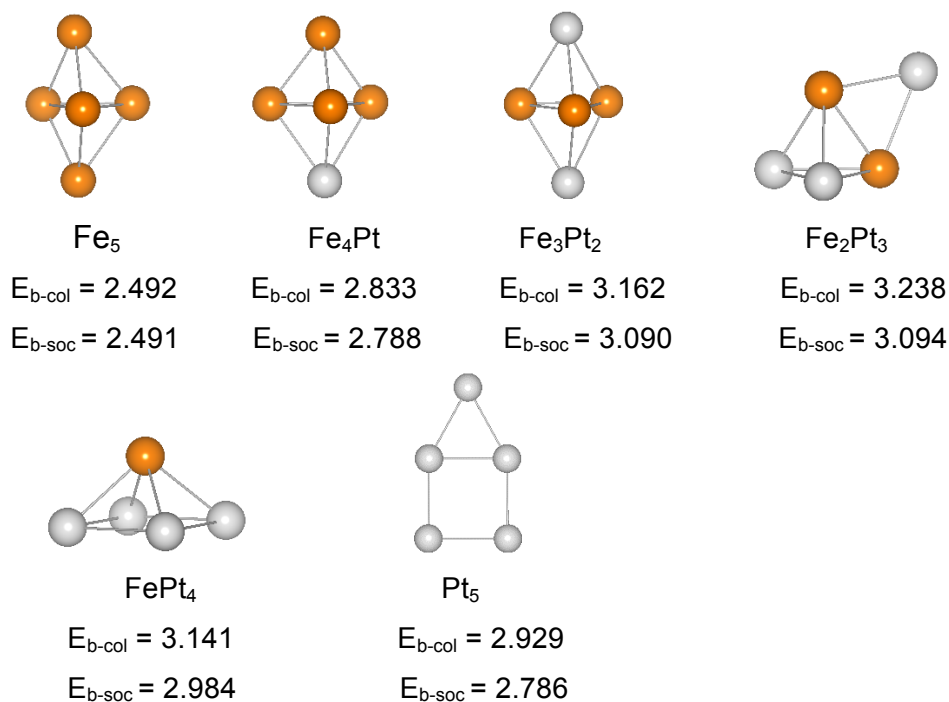 Fe₅ Fe₄Pt Fe₃Pt₂ Fe₂Pt₃
E_b-col = 2.492 E_b-col = 2.833 E_b-col = 3.162 E_b-col = 3.238
E_b-soc = 2.491 E_b-soc = 2.788 E_b-soc = 3.090 E_b-soc = 3.094
FePt₄ Pt₅
E_b-col = 3.141 E_b-col = 2.929
E_b-soc = 2.984 E_b-soc = 2.786